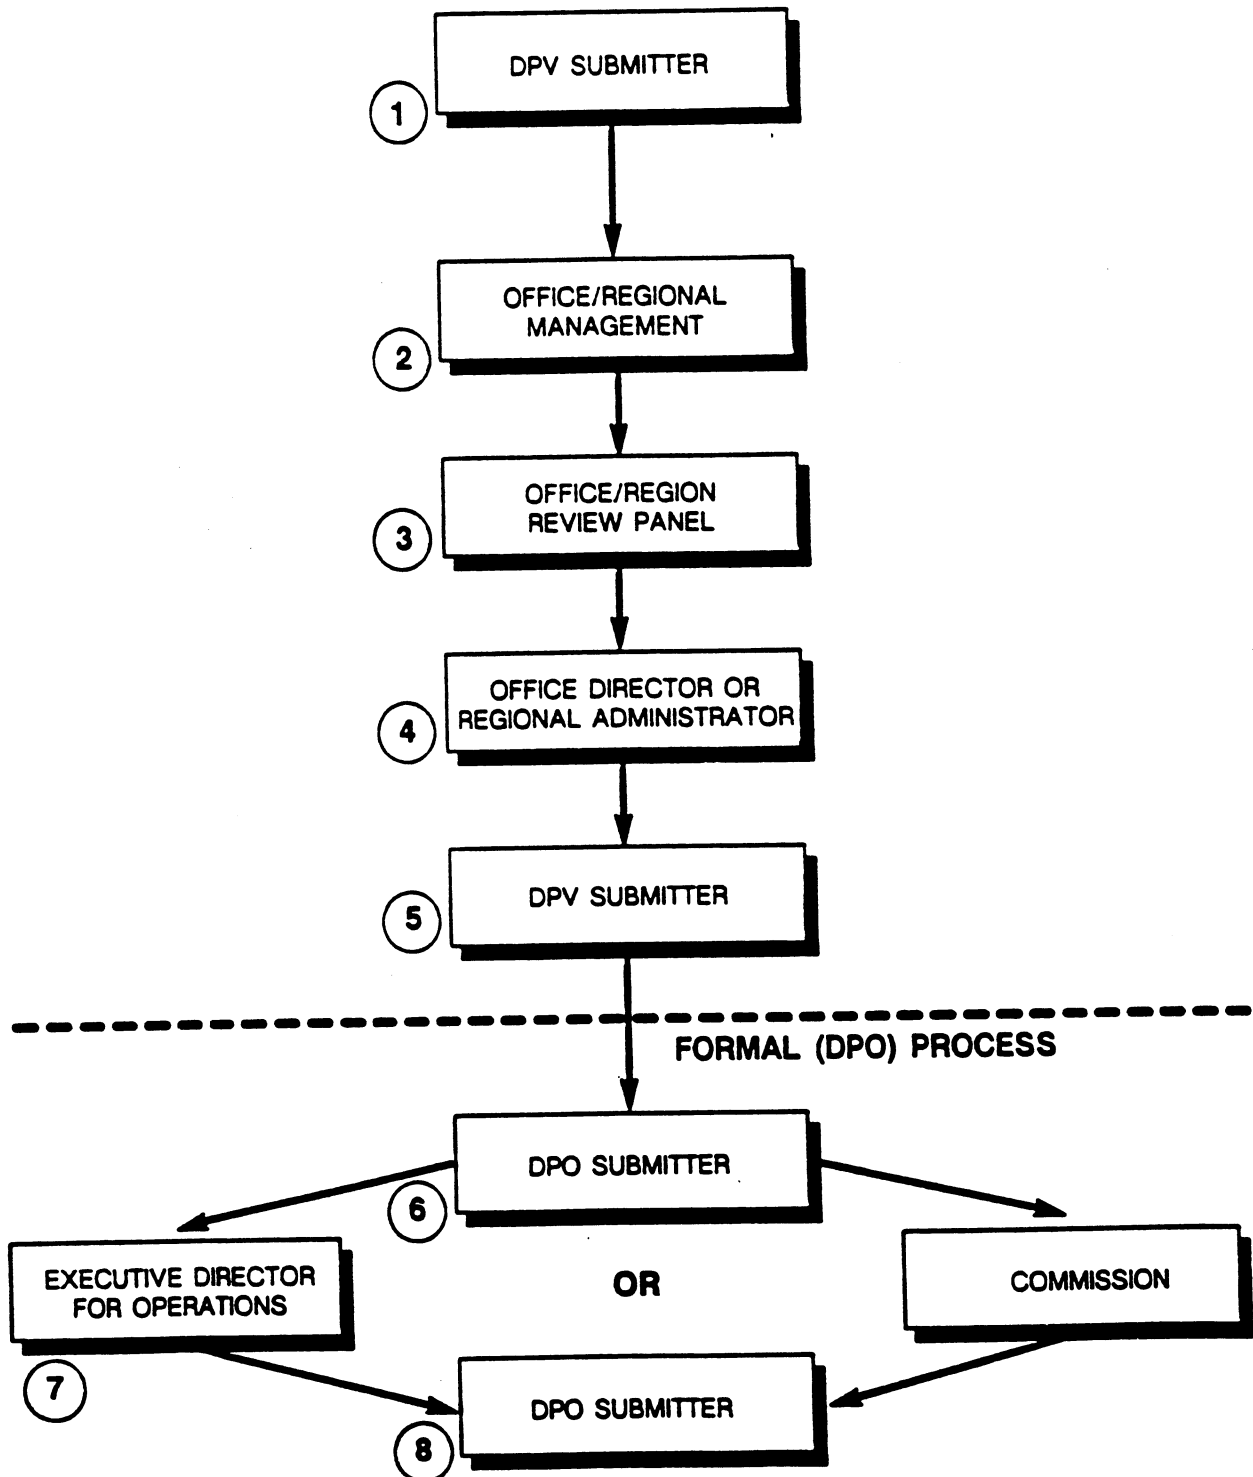 DPV SUBMITTER
1
OFFICE/REGIONAL
MANAGEMENT
2
OFFICE/REGION
REVIEW PANEL
3
OFFICE DIRECTOR OR
REGIONAL ADMINISTRATOR
4
DPV SUBMITTER
5
FORMAL (DPO) PROCESS
DPO SUBMITTER
6
EXECUTIVE DIRECTOR
FOR OPERATIONS
OR
COMMISSION
7
DPO SUBMITTER
8